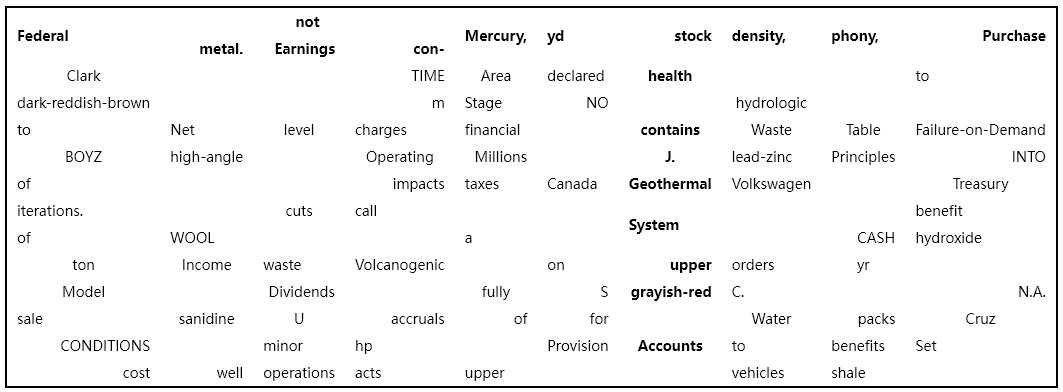 Federal metal. not Earnings con- Mercury, yd stock density, phony, Purchase
Clark TIME Area declared health to
dark-reddish-brown m Stage NO hydrologic
to Net level charges financial contains Waste Table Failure-on-Demand
BOYZ high-angle Operating Millions J. lead-zinc Principles INTO
of impacts taxes Canada Geothermal Volkswagen Treasury
iterations. cuts call System benefit
of WOOL a CASH hydroxide
ton Income waste Volcanogenic on upper orders yr
Model Dividends fully S grayish-red C. N.A.
sale sanidine U accruals of for Water packs Cruz
CONDITIONS minor hp Provision Accounts to benefits Set
cost well operations acts upper vehicles shale